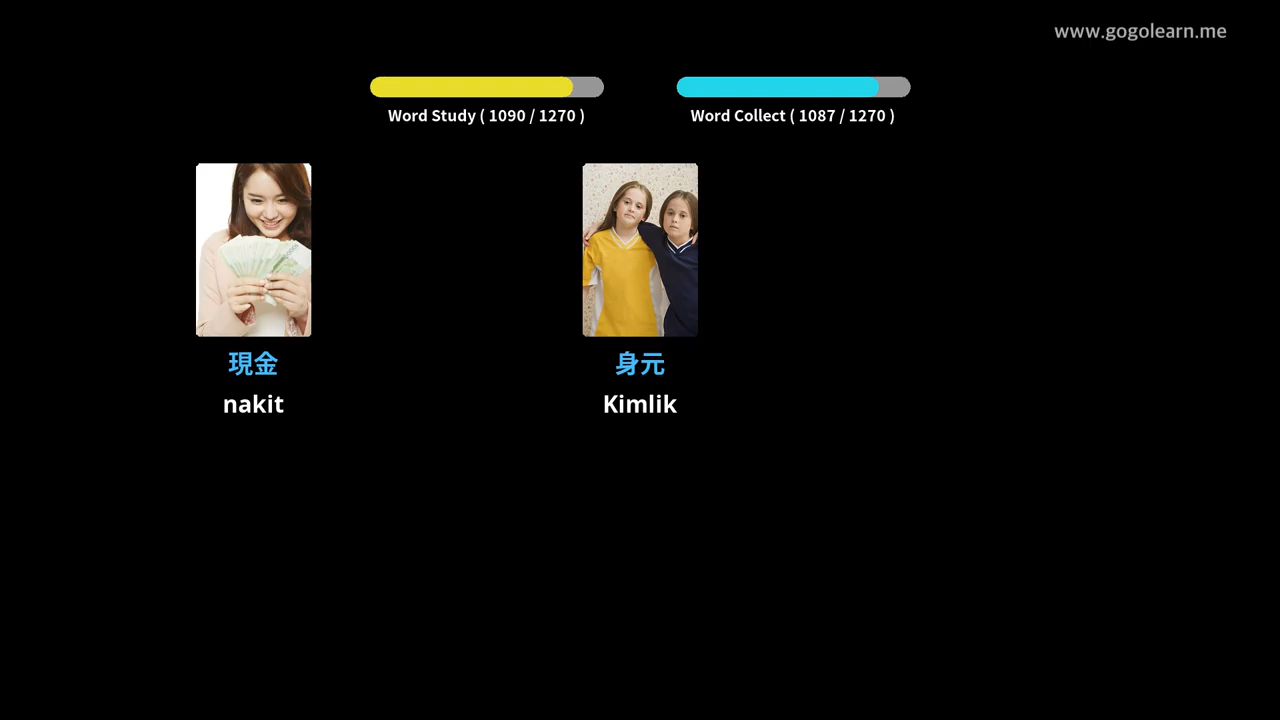 www.gogolearn.me
Word Study ( 1090 / 1270 )
Word Collect ( 1087 / 1270 )
現金
nakit
身元
Kimlik